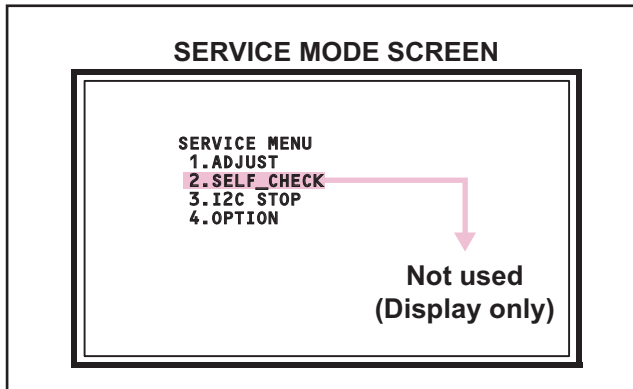 SERVICE MODE SCREEN
SERVICE MENU
1.ADJUST
2.SELF_CHECK
3.I2C STOP
4.OPTION
Not used
(Display only)